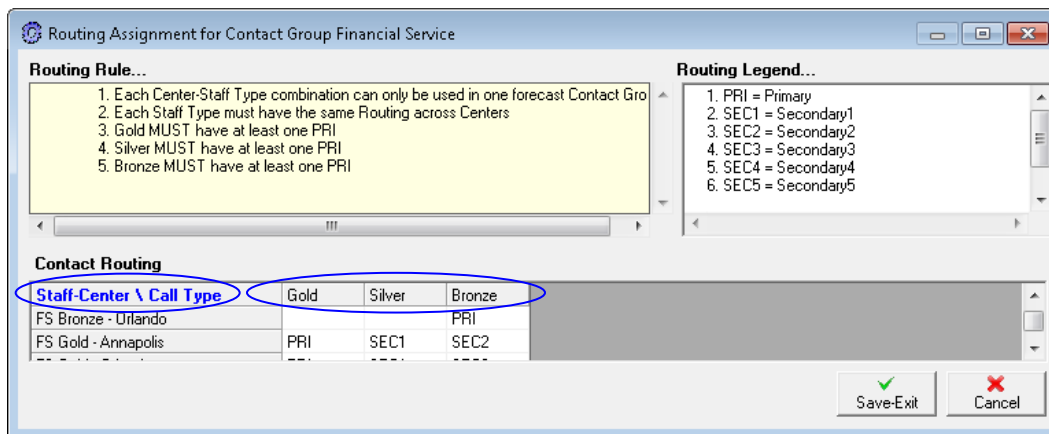 Routing Assignment for Contact Group Financial Service
Routing Rule...
1. Each Center-Staff Type combination can only be used in one forecast Contact Gro
2. Each Staff Type must have the same Routing across Centers
3. Gold MUST have at least one PRI
4. Silver MUST have at least one PRI
5. Bronze MUST have at least one PRI
Routing Legend...
1. PRI = Primary
2. SEC1 = Secondary1
3. SEC2 = Secondary2
4. SEC3 = Secondary3
5. SEC4 = Secondary4
6. SEC5 = Secondary5
Contact Routing
Staff-Center \ Call Type Gold Silver Bronze
FS Bronze - Orlando PRI
FS Gold - Annapolis PRI SEC1 SEC2
Save-Exit Cancel